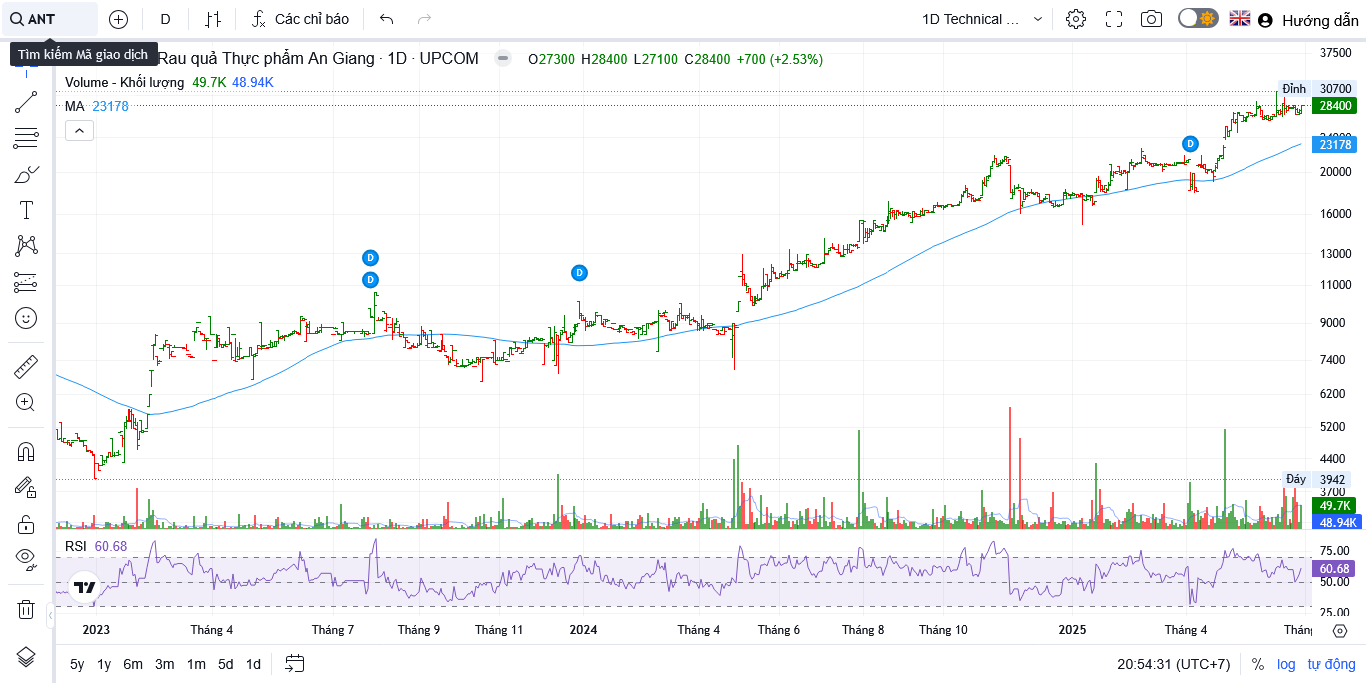 ANT
D
Các chỉ báo
1D Technical ...
Hướng dẫn
Tìm kiếm Mã giao dịch
Rau quả Thực phẩm An Giang · 1D · UPCOM
O27300 H28400 L27100 C28400 +700 (+2.53%)
Volume - Khối lượng 49.7K 48.94K
MA 23178
37500
Đỉnh 30700
28400
23178
20000
16000
13000
11000
9000
7400
6200
5200
4400
Đáy 3942
3700
49.7K
48.94K
D
D
D
D
RSI 60.68
75.00
60.68
50.00
25.00
2023 Tháng 4 Tháng 7 Tháng 9 Tháng 11 2024 Tháng 4 Tháng 6 Tháng 8 Tháng 10 2025 Tháng 4
5y 1y 6m 3m 1m 5d 1d
20:54:31 (UTC+7) % log tự động